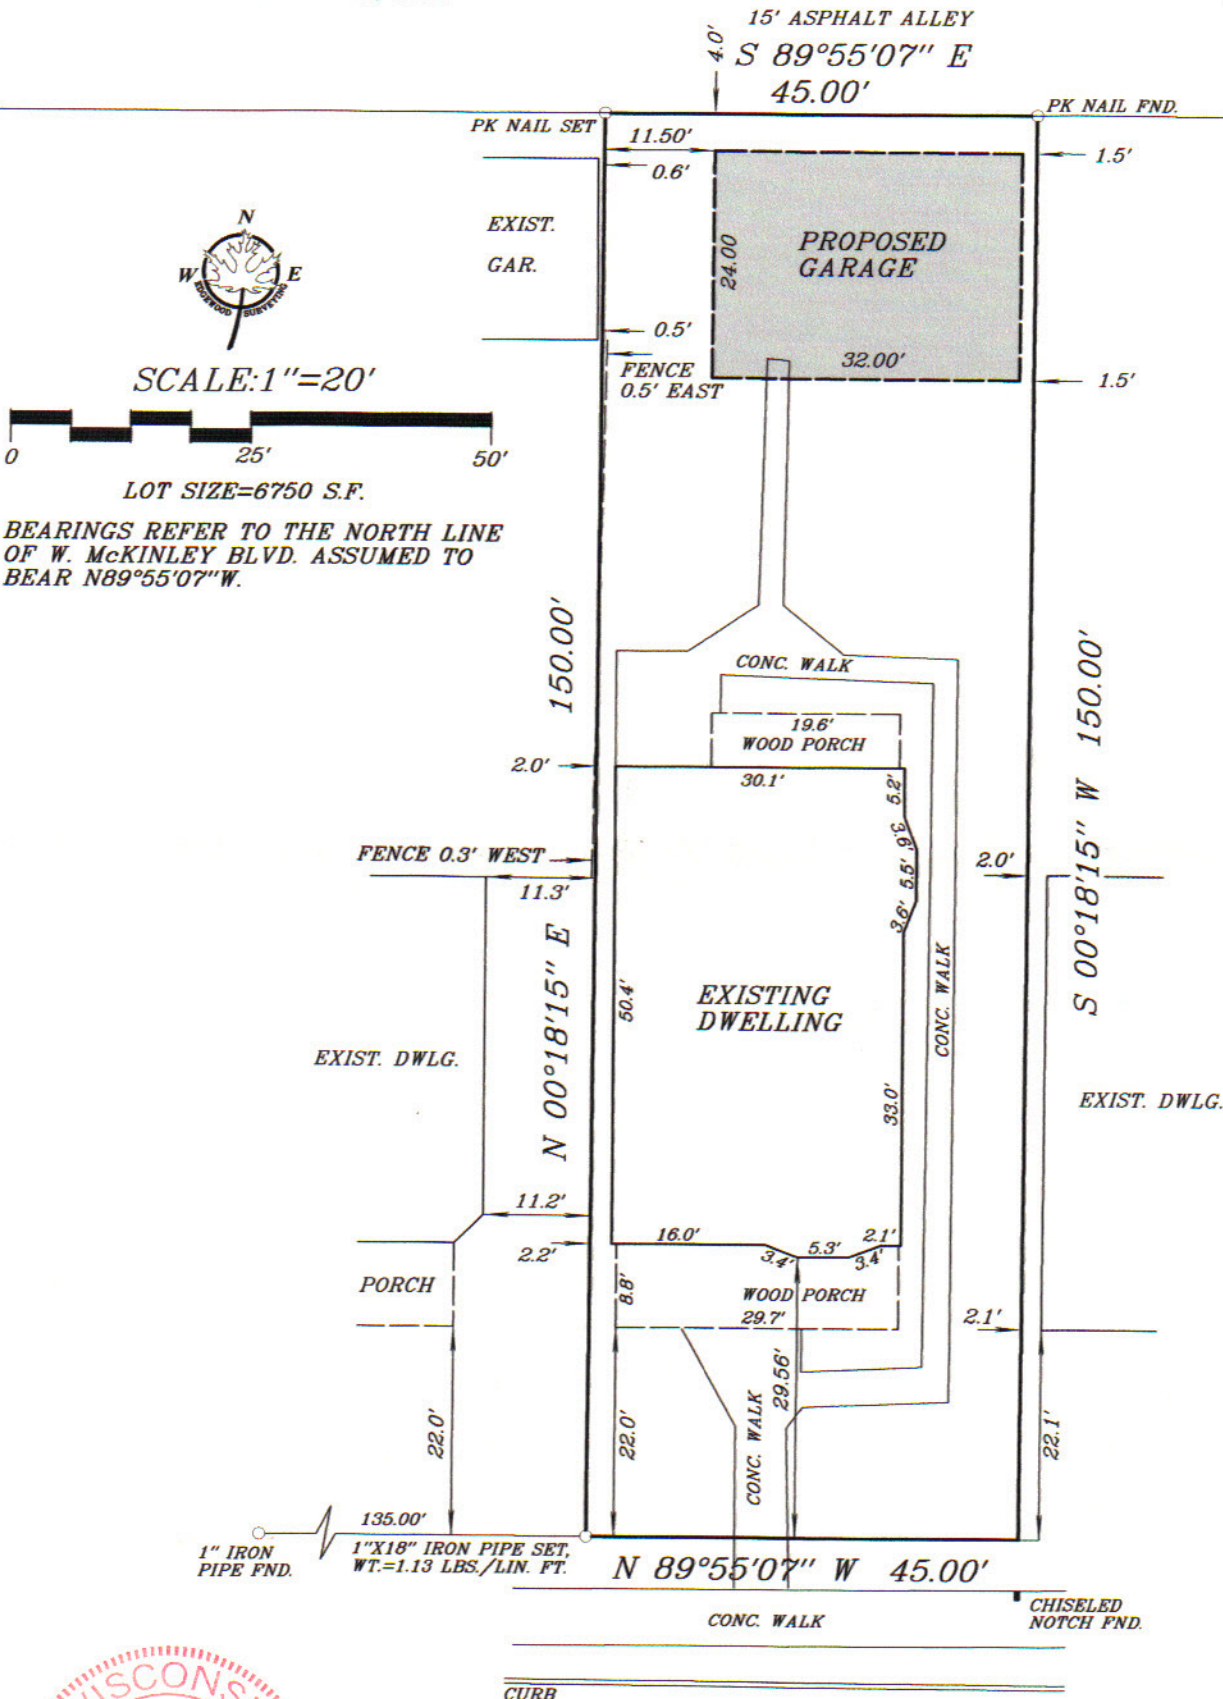 15' ASPHALT ALLEY
4.0'
S 89°55'07" E
45.00'
PK NAIL SET
PK NAIL FND.
11.50'
1.5'
0.6'
EXIST.
GAR.
PROPOSED
GARAGE
24.00
N
W
E
EDGEWOOD SURVEYING
0.5'
32.00'
FENCE
0.5' EAST
1.5'
SCALE:1"=20'
0
25'
50'
LOT SIZE=6750 S.F.
BEARINGS REFER TO THE NORTH LINE
OF W. McKINLEY BLVD. ASSUMED TO
BEAR N89°55'07"W.
150.00'
CONC. WALK
19.6'
WOOD PORCH
S 00°18'15" W 150.00'
2.0'
30.1'
5.2'
3.6'
5.5'
3.6'
FENCE 0.3' WEST
2.0'
11.3'
N 00°18'15" E
50.4'
EXISTING
DWELLING
CONC. WALK
EXIST. DWLG.
33.0'
EXIST. DWLG.
11.2'
2.2'
16.0'
3.4'
5.3'
2.1'
3.4'
PORCH
8.8'
WOOD PORCH
29.7'
2.1'
29.56'
22.0'
22.0'
CONC. WALK
22.1'
135.00'
1" IRON
PIPE FND.
1"X18" IRON PIPE SET,
WT.=1.13 LBS./LIN. FT.
N 89°55'07" W 45.00'
CHISELED
NOTCH FND.
CONC. WALK
CURB
ISCONS